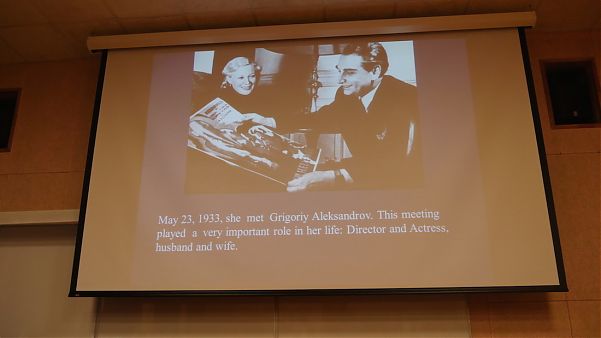 May 23, 1933, she met Grigoriy Aleksandrov. This meeting
played a very important role in her life: Director and Actress,
husband and wife.